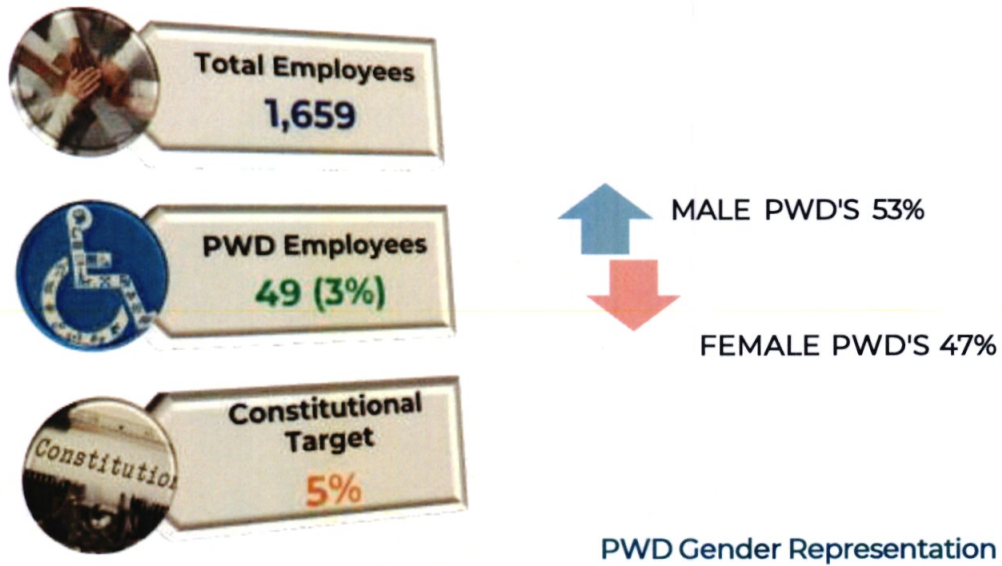 Total Employees
1,659
PWD Employees
49 (3%)
Constitutional
Target
5%
Constitution
MALE PWD'S 53%
FEMALE PWD'S 47%
PWD Gender Representation